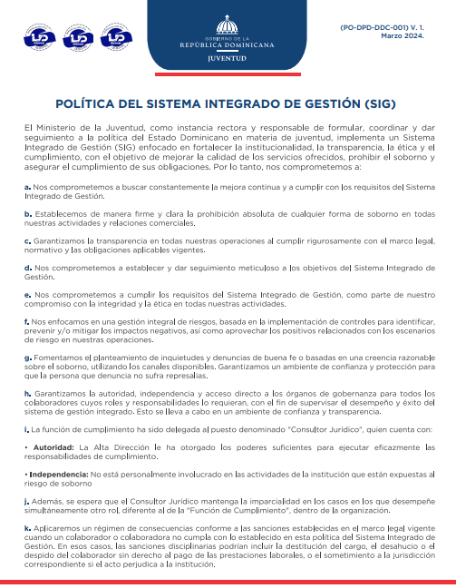 (PO-DPD-DDC-001) V. 1.
Marzo 2024.
GOBIERNO DE LA
REPÚBLICA DOMINICANA
JUVENTUD
POLÍTICA DEL SISTEMA INTEGRADO DE GESTIÓN (SIG)
El Ministerio de la Juventud, como instancia rectora y responsable de formular, coordinar y dar
seguimiento a la política del Estado Dominicano en materia de juventud, implementa un Sistema
Integrado de Gestión (SIG) enfocado en fortalecer la institucionalidad, la transparencia, la ética y el
cumplimiento, con el objetivo de mejorar la calidad de los servicios ofrecidos, prohibir el soborno y
asegurar el cumplimiento de sus obligaciones. Por lo tanto, nos comprometemos a:
a. Nos comprometemos a buscar constantemente la mejora continua y a cumplir con los requisitos del Sistema
Integrado de Gestión.
b. Establecemos de manera firme y clara la prohibición absoluta de cualquier forma de soborno en todas
nuestras actividades y relaciones comerciales.
c. Garantizamos la transparencia en todas nuestras operaciones al cumplir rigurosamente con el marco legal,
normativo y las obligaciones aplicables vigentes.
d. Nos comprometemos a establecer y dar seguimiento meticuloso a los objetivos del Sistema Integrado de
Gestión.
e. Nos comprometemos a cumplir los requisitos del Sistema Integrado de Gestión, como parte de nuestro
compromiso con la integridad y la ética en todas nuestras actividades.
f. Nos enfocamos en una gestión integral de riesgos, basada en la implementación de controles para identificar,
prevenir y/o mitigar los impactos negativos, así como aprovechar los positivos relacionados con los escenarios
de riesgo en nuestras operaciones.
g. Fomentamos el planteamiento de inquietudes y denuncias de buena fe o basadas en una creencia razonable
sobre el soborno, utilizando los canales disponibles. Garantizamos un ambiente de confianza y protección para
que la persona que denuncia no sufra represalias.
h. Garantizamos la autoridad, independencia y acceso directo a los órganos de gobernanza para todos los
colaboradores cuyos roles y responsabilidades lo requieran, con el fin de supervisar el desempeño y éxito del
sistema de gestión integrado. Esto se lleva a cabo en un ambiente de confianza y transparencia.
i. La función de cumplimiento ha sido delegada al puesto denominado "Consultor Jurídico", quien cuenta con:
• Autoridad: La Alta Dirección le ha otorgado los poderes suficientes para ejecutar eficazmente las
responsabilidades de cumplimiento.
• Independencia: No está personalmente involucrado en las actividades de la institución que están expuestas al
riesgo de soborno
j. Además, se espera que el Consultor Jurídico mantenga la imparcialidad en los casos en los que desempeñe
simultáneamente otro rol, diferente al de la "Función de Cumplimiento", dentro de la organización.
k. Aplicaremos un régimen de consecuencias conforme a las sanciones establecidas en el marco legal vigente
cuando un colaborador o colaboradora no cumpla con lo establecido en esta política del Sistema Integrado de
Gestión. En esos casos, las sanciones disciplinarias podrían incluir la destitución del cargo, el desahucio o el
despido del colaborador sin derecho al pago de las prestaciones laborales, o el sometimiento a la jurisdicción
correspondiente si el acto perjudica a la institución.